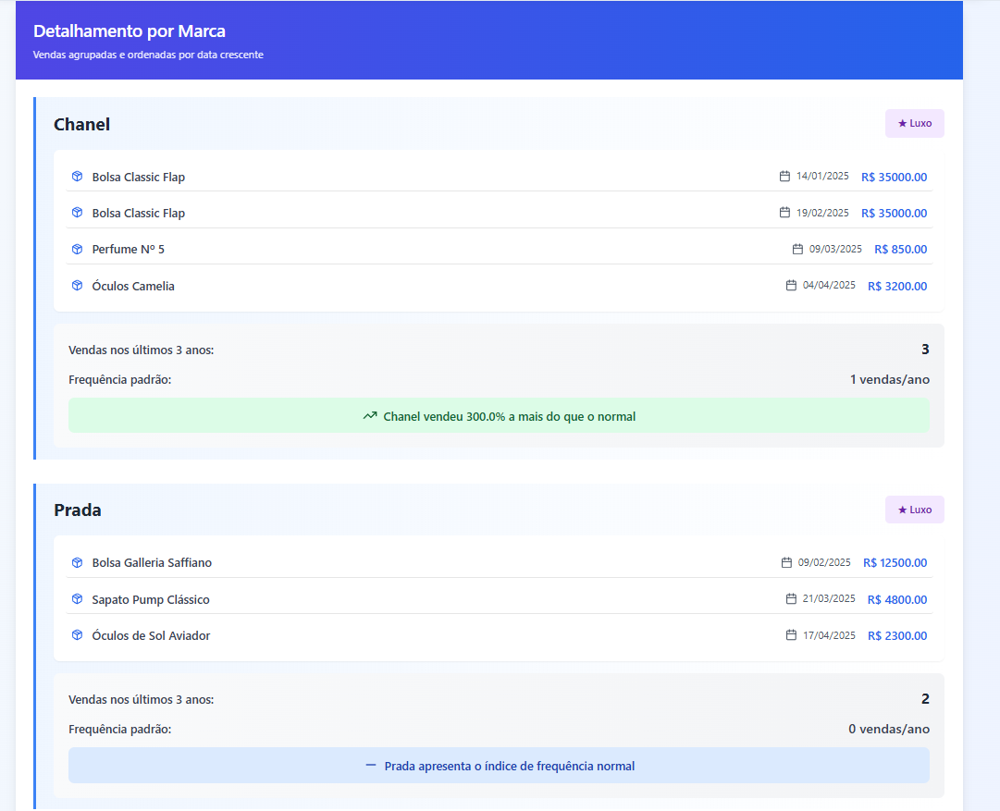 Detalhamento por Marca
Vendas agrupadas e ordenadas por data crescente
Chanel
★ Luxo
Bolsa Classic Flap 14/01/2025 R$ 35000.00
Bolsa Classic Flap 19/02/2025 R$ 35000.00
Perfume Nº 5 09/03/2025 R$ 850.00
Óculos Camelia 04/04/2025 R$ 3200.00
Vendas nos últimos 3 anos: 3
Frequência padrão: 1 vendas/ano
Chanel vendeu 300.0% a mais do que o normal
Prada
★ Luxo
Bolsa Galleria Saffiano 09/02/2025 R$ 12500.00
Sapato Pump Clássico 21/03/2025 R$ 4800.00
Óculos de Sol Aviador 17/04/2025 R$ 2300.00
Vendas nos últimos 3 anos: 2
Frequência padrão: 0 vendas/ano
Prada apresenta o índice de frequência normal